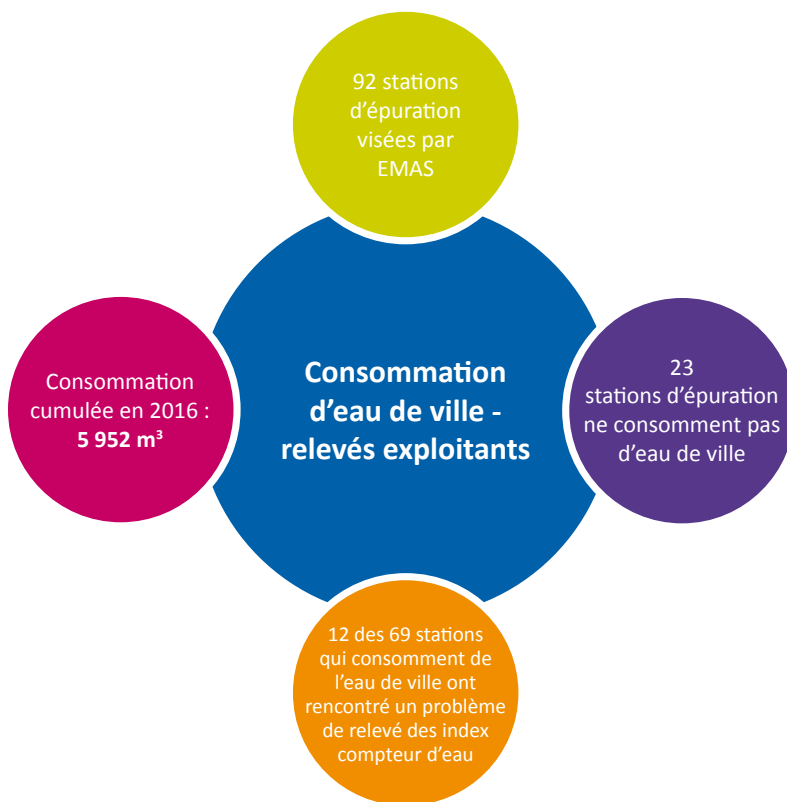 92 stations
d'épuration
visées par
EMAS
Consommation
cumulée en 2016 :
5 952 m³
Consommation
d'eau de ville -
relevés exploitants
23
stations d'épuration
ne consomment pas
d'eau de ville
12 des 69 stations
qui consomment de
l'eau de ville ont
rencontré un problème
de relevé des index
compteur d'eau